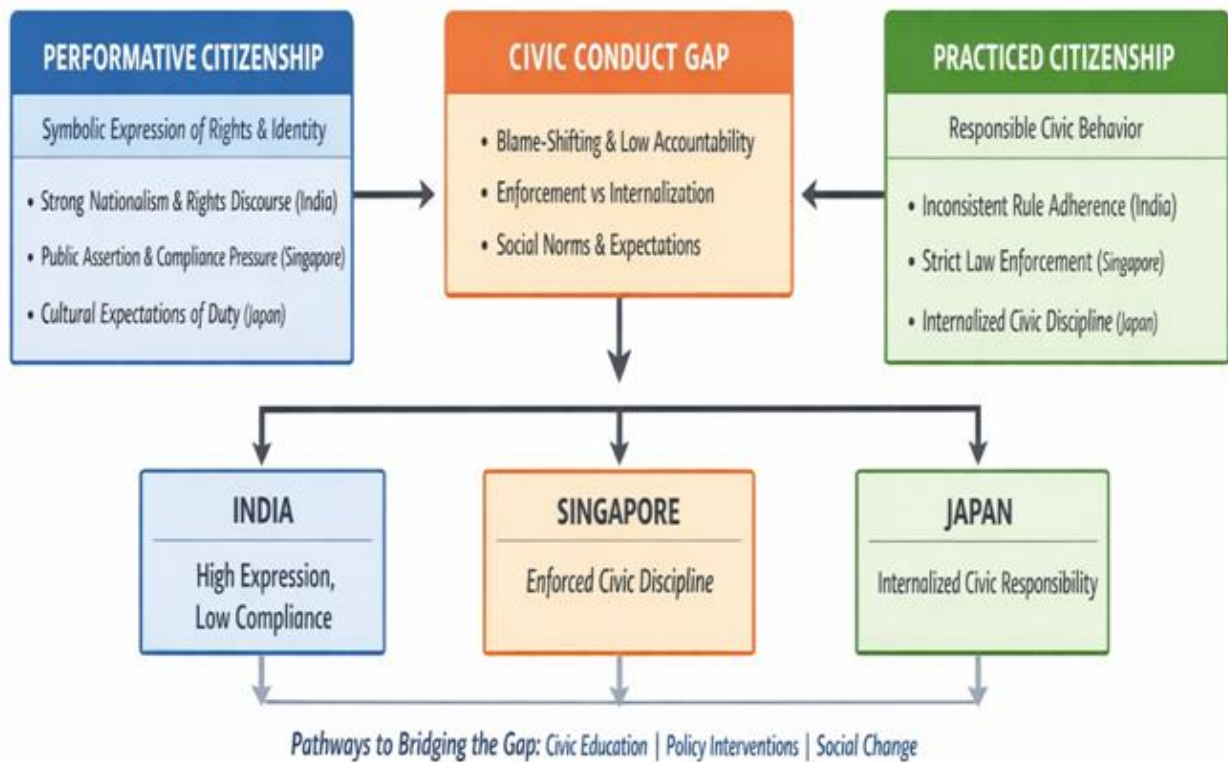 PERFORMATIVE CITIZENSHIP
Symbolic Expression of Rights & Identity
• Strong Nationalism & Rights Discourse (India)
• Public Assertion & Compliance Pressure (Singapore)
• Cultural Expectations of Duty (Japan)
CIVIC CONDUCT GAP
• Blame-Shifting & Low Accountability
• Enforcement vs Internalization
• Social Norms & Expectations
PRACTICED CITIZENSHIP
Responsible Civic Behavior
• Inconsistent Rule Adherence (India)
• Strict Law Enforcement (Singapore)
• Internalized Civic Discipline (Japan)
INDIA
High Expression,
Low Compliance
SINGAPORE
Enforced Civic Discipline
JAPAN
Internalized Civic Responsibility
Pathways to Bridging the Gap: Civic Education | Policy Interventions | Social Change